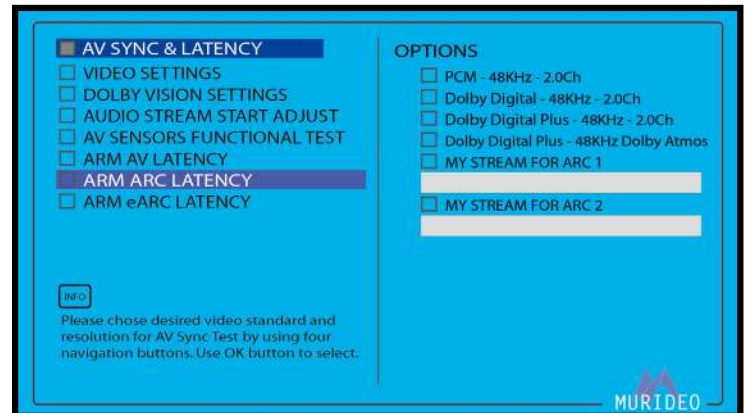 AV SYNC & LATENCY
VIDEO SETTINGS
DOLBY VISION SETTINGS
AUDIO STREAM START ADJUST
AV SENSORS FUNCTIONAL TEST
ARM AV LATENCY
ARM ARC LATENCY
ARM eARC LATENCY
INFO
Please chose desired video standard and
resolution for AV Sync Test by using four
navigation buttons. Use OK button to select.
OPTIONS
PCM - 48KHz - 2.0Ch
Dolby Digital - 48KHz - 2.0Ch
Dolby Digital Plus - 48KHz - 2.0Ch
Dolby Digital Plus - 48KHz Dolby Atmos
MY STREAM FOR ARC 1
MY STREAM FOR ARC 2
MURIDEO